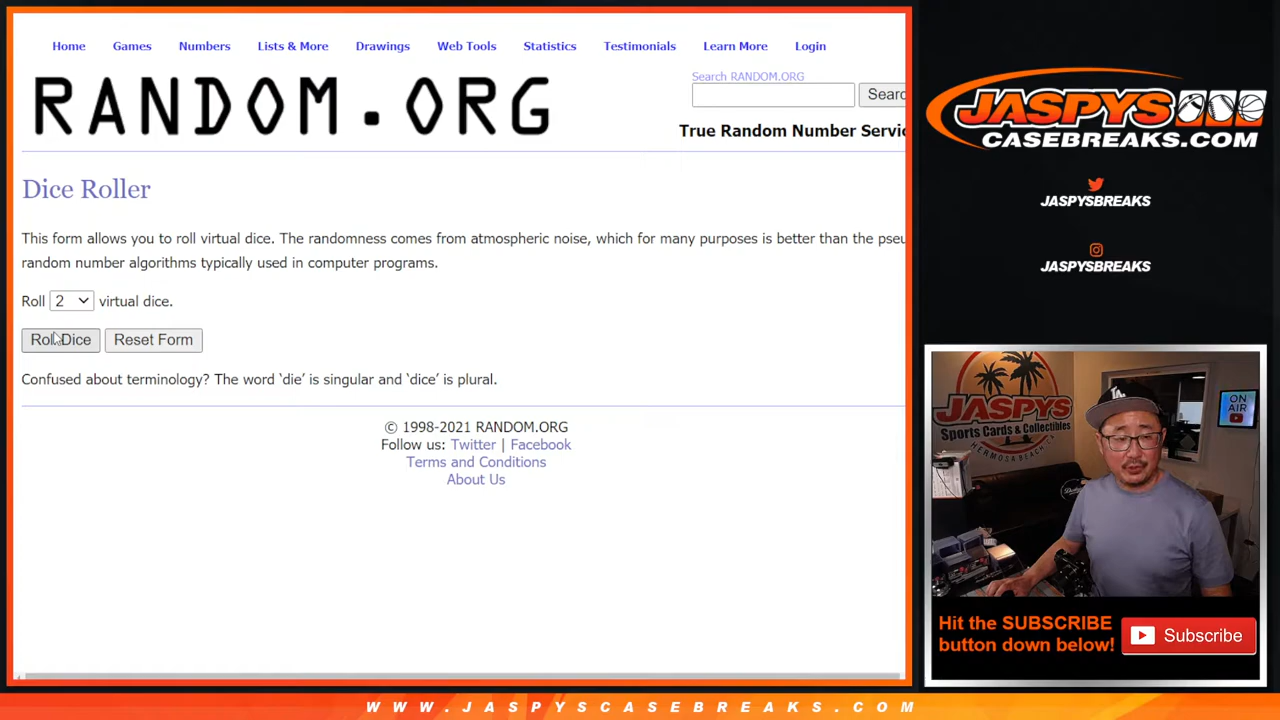 Home Games Numbers Lists & More Drawings Web Tools Statistics Testimonials Learn More Login
RANDOM.ORG
Search RANDOM.ORG
Searc
True Random Number Servic
Dice Roller
This form allows you to roll virtual dice. The randomness comes from atmospheric noise, which for many purposes is better than the pseu
random number algorithms typically used in computer programs.
Roll 2 virtual dice.
Roll Dice Reset Form
Confused about terminology? The word ‘die’ is singular and ‘dice’ is plural.
© 1998-2021 RANDOM.ORG
Follow us: Twitter | Facebook
Terms and Conditions
About Us
JASPYS
CASEBREAKS.COM
JASPYSBREAKS
JASPYSBREAKS
JASPYS
Sports Cards & Collectibles
HERMOSA BEACH, CA
ON
AIR
LA
Hit the SUBSCRIBE
button down below!
Subscribe
WWW.JASPYSCASEBREAKS.COM